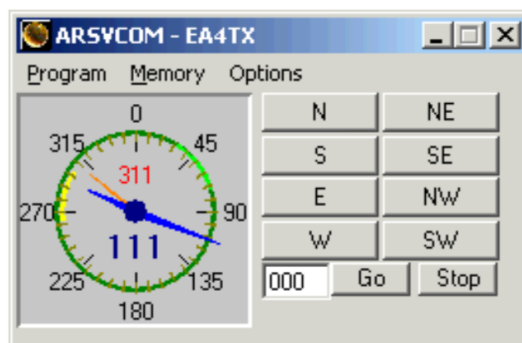 ARSVCOM - EA4TX
Program Memory Options
0
315 45
311
270 90
111
225 135
180
N NE
S SE
E NW
W SW
000 Go Stop